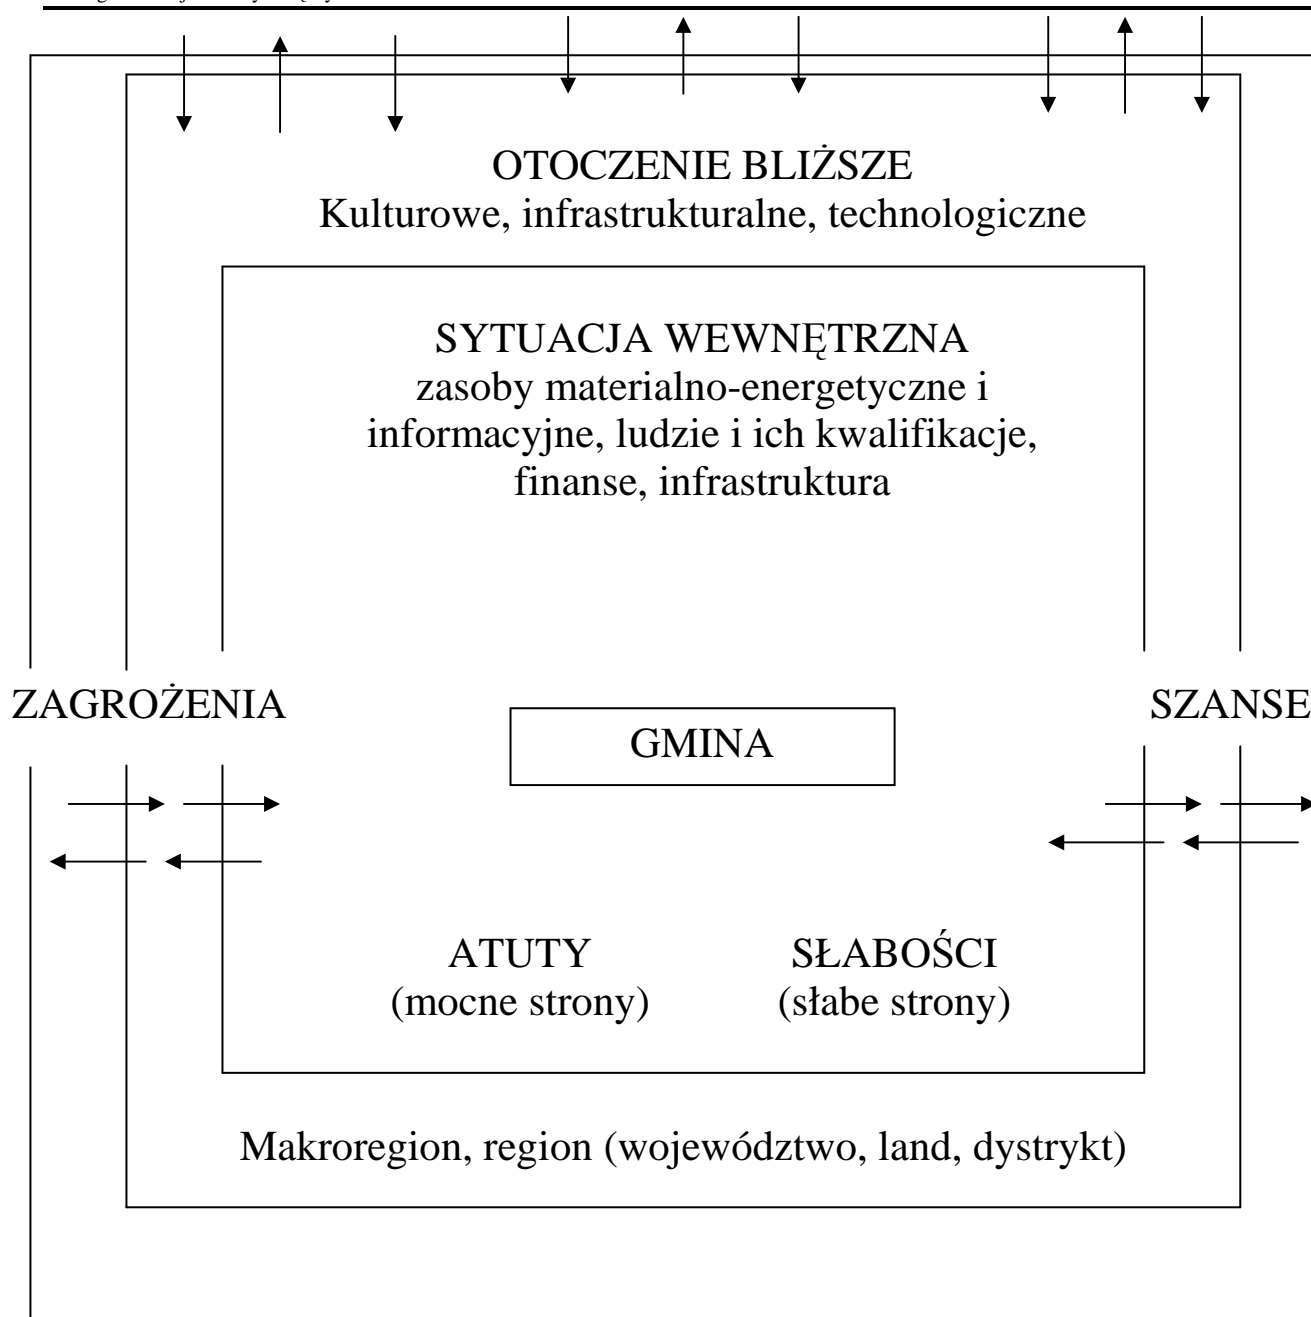 OTOCZENIE BLIŻSZE
Kulturowe, infrastrukturalne, technologiczne
SYTUACJA WEWNĘTRZNA
zasoby materialno-energetyczne i
informacyjne, ludzie i ich kwalifikacje,
finanse, infrastruktura
ZAGROŻENIA
SZANSE
GMINA
ATUTY
SŁABOŚCI
(mocne strony)
(słabe strony)
Makroregion, region (województwo, land, dystrykt)